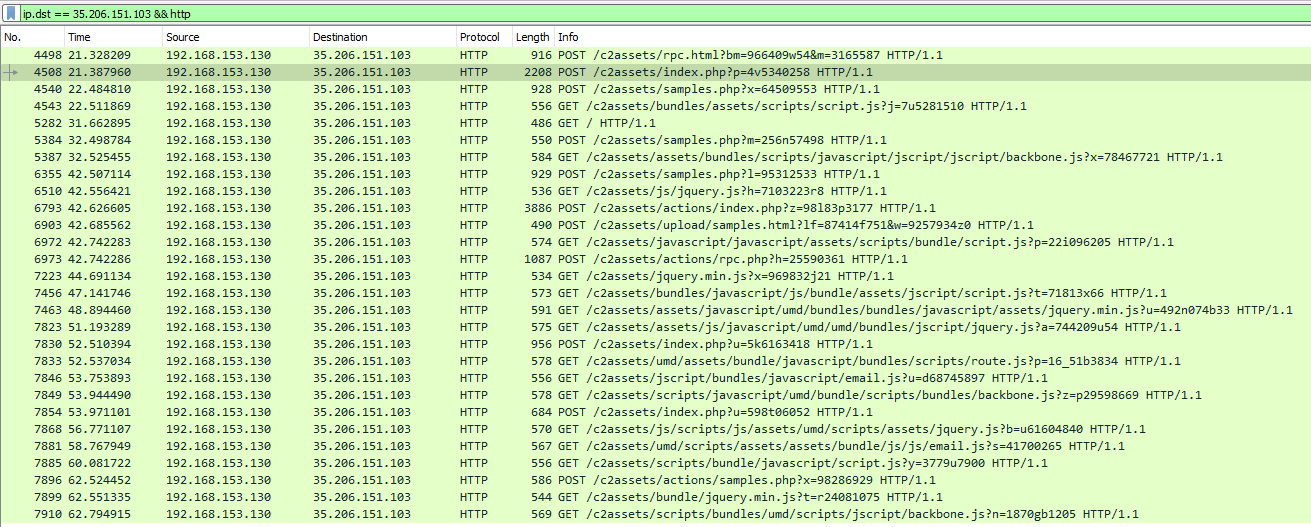 ip.dst == 35.206.151.103 && http
No. Time Source Destination Protocol Length Info
4498 21.328209 192.168.153.130 35.206.151.103 HTTP 916 POST /c2assets/rpc.html?bm=966409w54&m=3165587 HTTP/1.1
4508 21.387960 192.168.153.130 35.206.151.103 HTTP 2208 POST /c2assets/index.php?p=4v5340258 HTTP/1.1
4540 22.484810 192.168.153.130 35.206.151.103 HTTP 928 POST /c2assets/samples.php?x=64509553 HTTP/1.1
4543 22.511869 192.168.153.130 35.206.151.103 HTTP 556 GET /c2assets/bundles/assets/scripts/script.js?j=7u5281510 HTTP/1.1
5282 31.662895 192.168.153.130 35.206.151.103 HTTP 486 GET / HTTP/1.1
5384 32.498784 192.168.153.130 35.206.151.103 HTTP 550 POST /c2assets/samples.php?m=256n57498 HTTP/1.1
5387 32.525455 192.168.153.130 35.206.151.103 HTTP 584 GET /c2assets/assets/bundles/scripts/javascript/jscript/jscript/backbone.js?x=78467721 HTTP/1.1
6355 42.507114 192.168.153.130 35.206.151.103 HTTP 929 POST /c2assets/samples.php?l=95312533 HTTP/1.1
6510 42.556421 192.168.153.130 35.206.151.103 HTTP 536 GET /c2assets/js/jquery.js?h=7103223r8 HTTP/1.1
6793 42.626605 192.168.153.130 35.206.151.103 HTTP 3886 POST /c2assets/actions/index.php?z=98l83p3177 HTTP/1.1
6903 42.685562 192.168.153.130 35.206.151.103 HTTP 490 POST /c2assets/upload/samples.html?lf=87414f751&w=9257934z0 HTTP/1.1
6972 42.742283 192.168.153.130 35.206.151.103 HTTP 574 GET /c2assets/javascript/javascript/assets/scripts/bundle/script.js?p=22i096205 HTTP/1.1
6973 42.742286 192.168.153.130 35.206.151.103 HTTP 1087 POST /c2assets/actions/rpc.php?h=25590361 HTTP/1.1
7223 44.691134 192.168.153.130 35.206.151.103 HTTP 534 GET /c2assets/jquery.min.js?x=969832j21 HTTP/1.1
7456 47.141746 192.168.153.130 35.206.151.103 HTTP 573 GET /c2assets/bundles/javascript/js/bundle/assets/jscript/script.js?t=71813x66 HTTP/1.1
7463 48.894460 192.168.153.130 35.206.151.103 HTTP 591 GET /c2assets/assets/javascript/umd/bundles/bundles/javascript/assets/jquery.min.js?u=492n074b33 HTTP/1.1
7823 51.193289 192.168.153.130 35.206.151.103 HTTP 575 GET /c2assets/assets/js/javascript/umd/umd/bundles/jscript/jquery.js?a=744209u54 HTTP/1.1
7830 52.510394 192.168.153.130 35.206.151.103 HTTP 956 POST /c2assets/index.php?u=5k6163418 HTTP/1.1
7833 52.537034 192.168.153.130 35.206.151.103 HTTP 578 GET /c2assets/umd/assets/bundle/javascript/bundles/scripts/route.js?p=16_51b3834 HTTP/1.1
7846 53.753893 192.168.153.130 35.206.151.103 HTTP 556 GET /c2assets/jscript/bundles/javascript/email.js?u=d68745897 HTTP/1.1
7849 53.944490 192.168.153.130 35.206.151.103 HTTP 578 GET /c2assets/scripts/javascript/umd/bundle/scripts/bundles/backbone.js?z=p29598669 HTTP/1.1
7854 53.971101 192.168.153.130 35.206.151.103 HTTP 684 POST /c2assets/index.php?u=598t06052 HTTP/1.1
7868 56.771107 192.168.153.130 35.206.151.103 HTTP 570 GET /c2assets/js/js/scripts/js/assets/umd/scripts/assets/jquery.js?b=u61604840 HTTP/1.1
7881 58.767949 192.168.153.130 35.206.151.103 HTTP 567 GET /c2assets/umd/scripts/assets/assets/bundle/js/js/email.js?s=41700265 HTTP/1.1
7885 60.081722 192.168.153.130 35.206.151.103 HTTP 556 GET /c2assets/scripts/bundle/javascript/script.js?y=3779u7900 HTTP/1.1
7896 62.524452 192.168.153.130 35.206.151.103 HTTP 586 POST /c2assets/actions/samples.php?x=98286929 HTTP/1.1
7899 62.551335 192.168.153.130 35.206.151.103 HTTP 544 GET /c2assets/bundle/jquery.min.js?t=r24081075 HTTP/1.1
7910 62.794915 192.168.153.130 35.206.151.103 HTTP 569 GET /c2assets/scripts/bundles/umd/scripts/jscript/backbone.js?n=1870gb1205 HTTP/1.1